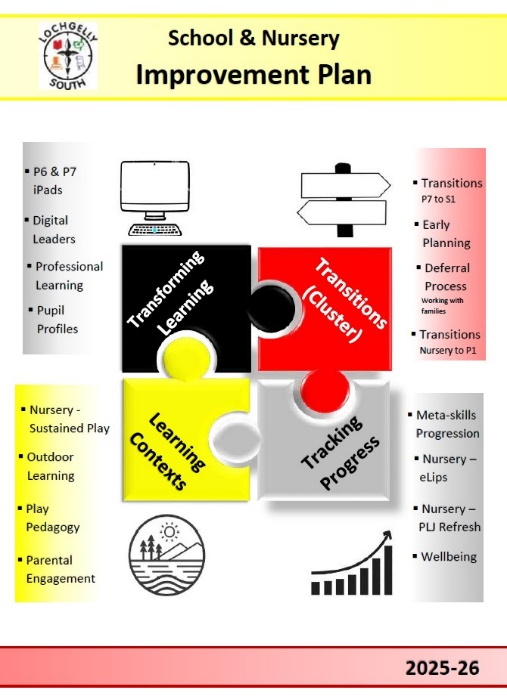 LOCHGELLY
SOUTH
School & Nursery
Improvement Plan
▪ P6 & P7
iPads
▪ Digital
Leaders
▪ Professional
Learning
▪ Pupil
Profiles
Transforming
Learning
Transitions
(Cluster)
▪ Transitions
P7 to S1
▪ Early
Planning
▪ Deferral
Process
Working with
families
▪ Transitions
Nursery to P1
▪ Nursery -
Sustained Play
▪ Outdoor
Learning
▪ Play
Pedagogy
▪ Parental
Engagement
Learning
Contexts
Tracking
Progress
▪ Meta-skills
Progression
▪ Nursery –
eLips
▪ Nursery –
PLJ Refresh
▪ Wellbeing
2025-26